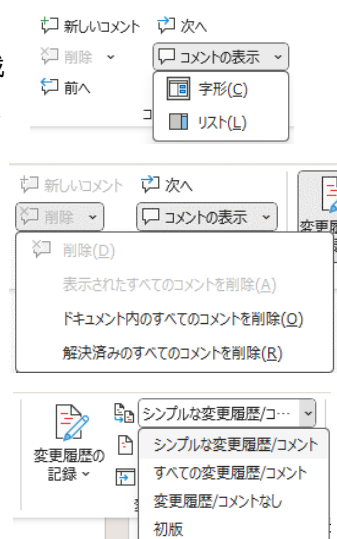 新しいコメント 次へ
削除 コメントの表示
前へ 字形(C)
リスト(L)
新しいコメント 次へ
削除 コメントの表示
削除(D)
表示されたすべてのコメントを削除(A)
ドキュメント内のすべてのコメントを削除(O)
解決済みのすべてのコメントを削除(R)
シンプルな変更履歴/コ…
変更履歴の
記録
シンプルな変更履歴/コメント
すべての変更履歴/コメント
変更履歴/コメントなし
初版